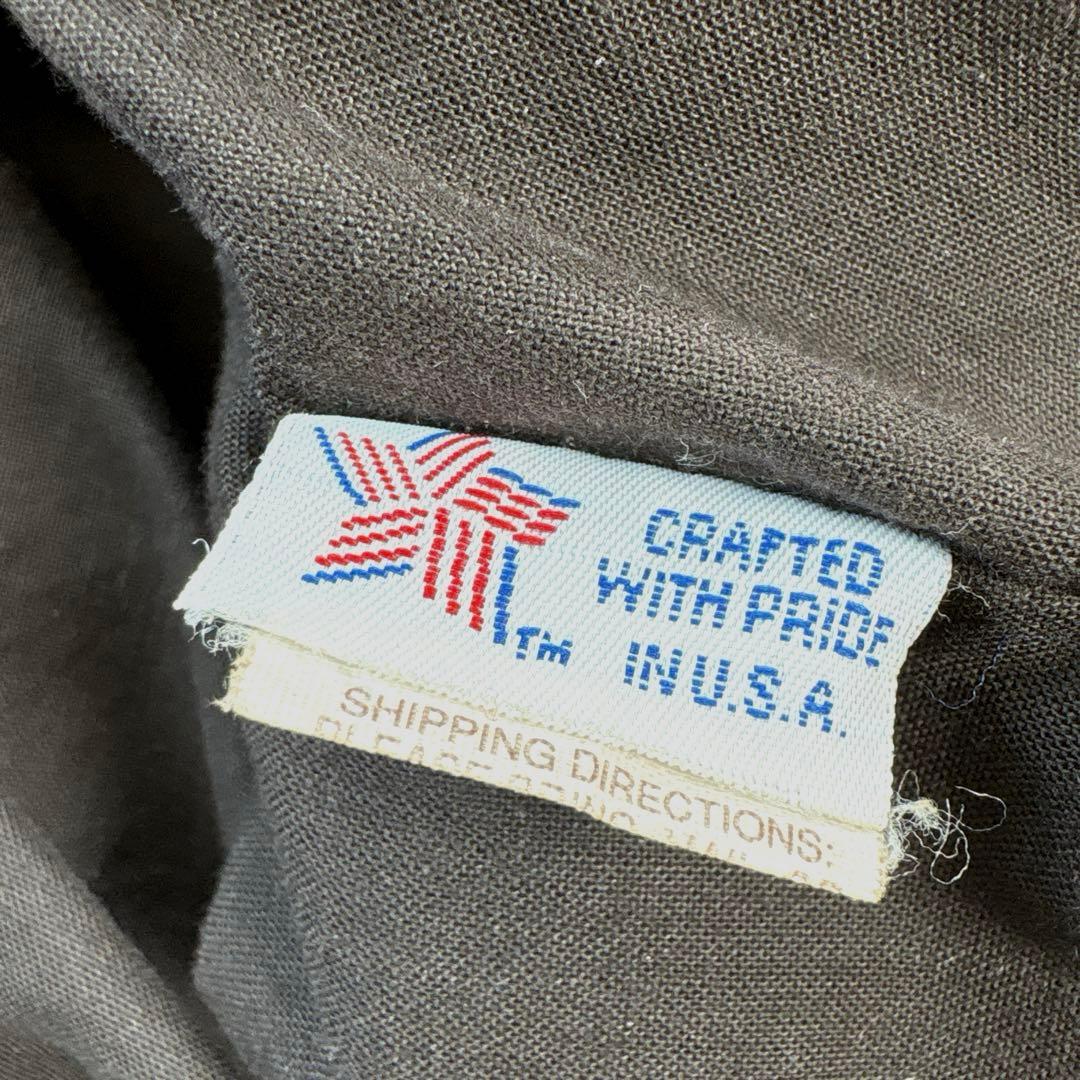 TM
CRAFTED
WITH PRIDE
IN U.S.A.
SHIPPING DIRECTIONS: